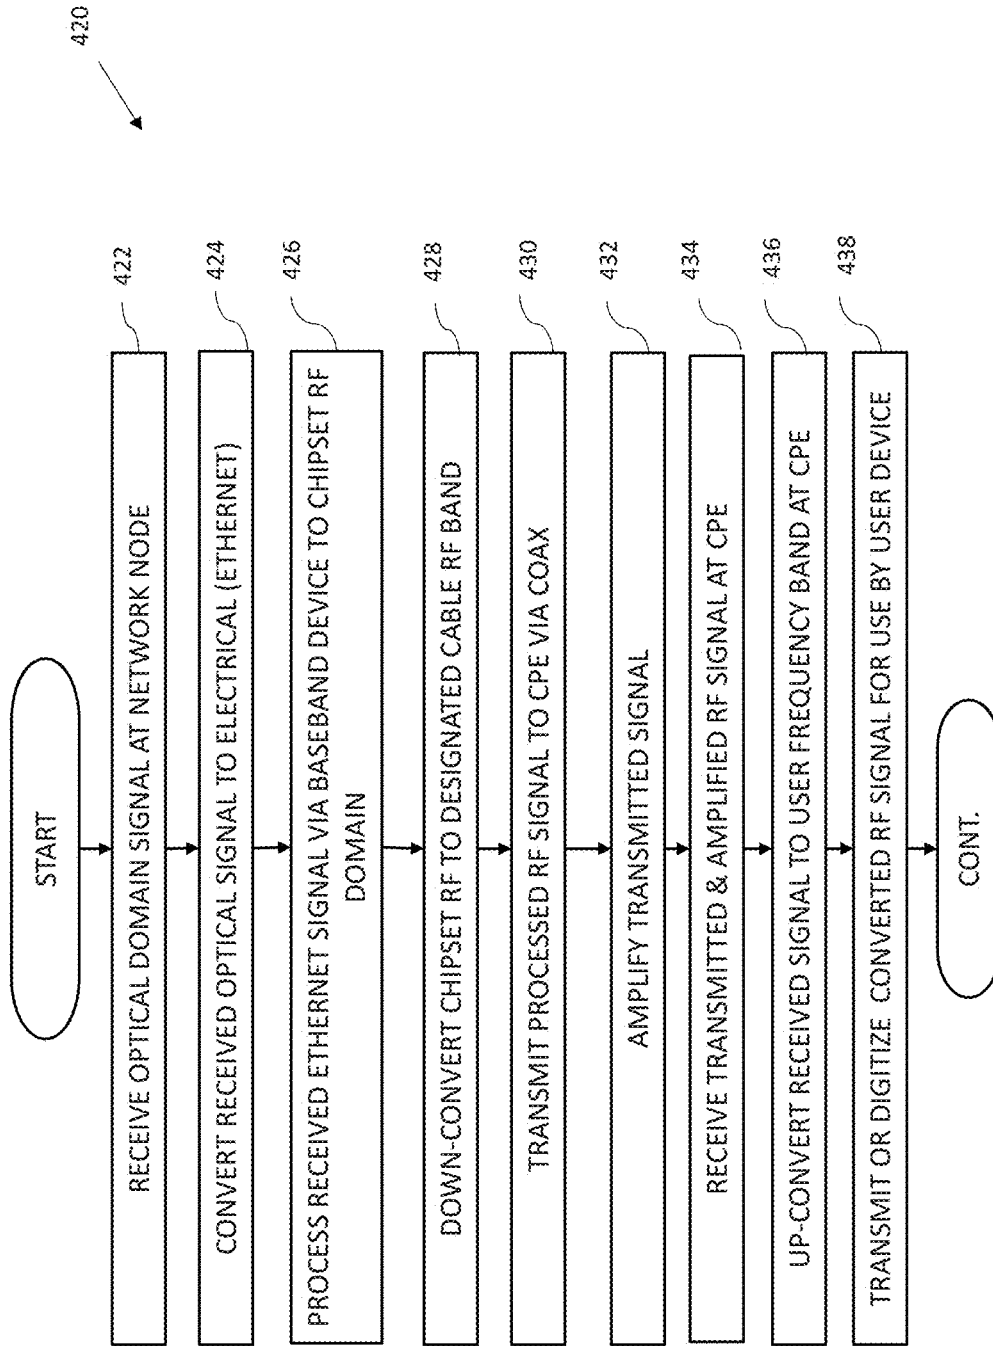 420
START
RECEIVE OPTICAL DOMAIN SIGNAL AT NETWORK NODE
422
CONVERT RECEIVED OPTICAL SIGNAL TO ELECTRICAL (ETHERNET)
424
PROCESS RECEIVED ETHERNET SIGNAL VIA BASEBAND DEVICE TO CHIPSET RF
DOMAIN
426
DOWN-CONVERT CHIPSET RF TO DESIGNATED CABLE RF BAND
428
TRANSMIT PROCESSED RF SIGNAL TO CPE VIA COAX
430
AMPLIFY TRANSMITTED SIGNAL
432
RECEIVE TRANSMITTED & AMPLIFIED RF SIGNAL AT CPE
434
UP-CONVERT RECEIVED SIGNAL TO USER FREQUENCY BAND AT CPE
436
TRANSMIT OR DIGITIZE CONVERTED RF SIGNAL FOR USE BY USER DEVICE
438
CONT.